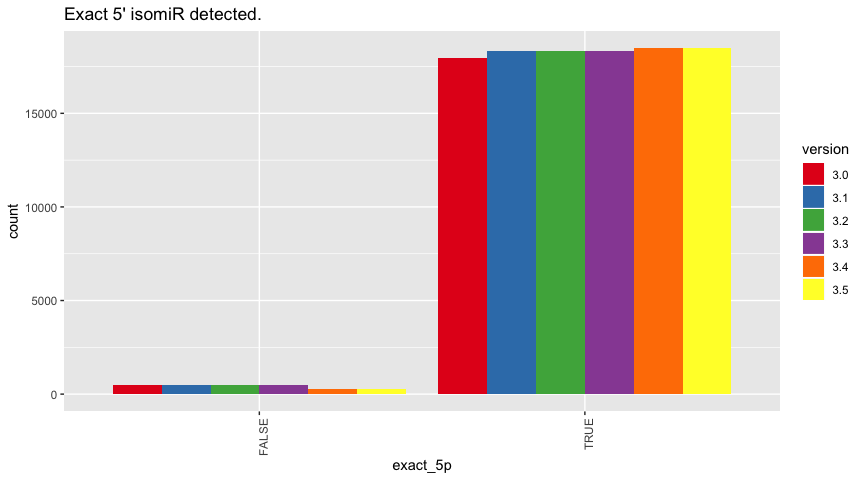 Exact 5' isomiR detected.
count
15000
10000
5000
0
FALSE
TRUE
exact_5p
version
3.0
3.1
3.2
3.3
3.4
3.5